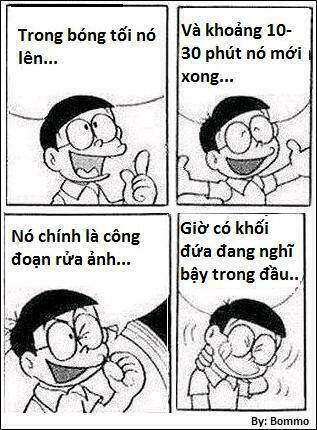 Trong bóng tối nó
lên...
Và khoảng 10-
30 phút nó mới
xong...
Nó chính là công
đoạn rửa ảnh...
Giờ có khối
đứa đang nghĩ
bậy trong đầu..
By: Bommo